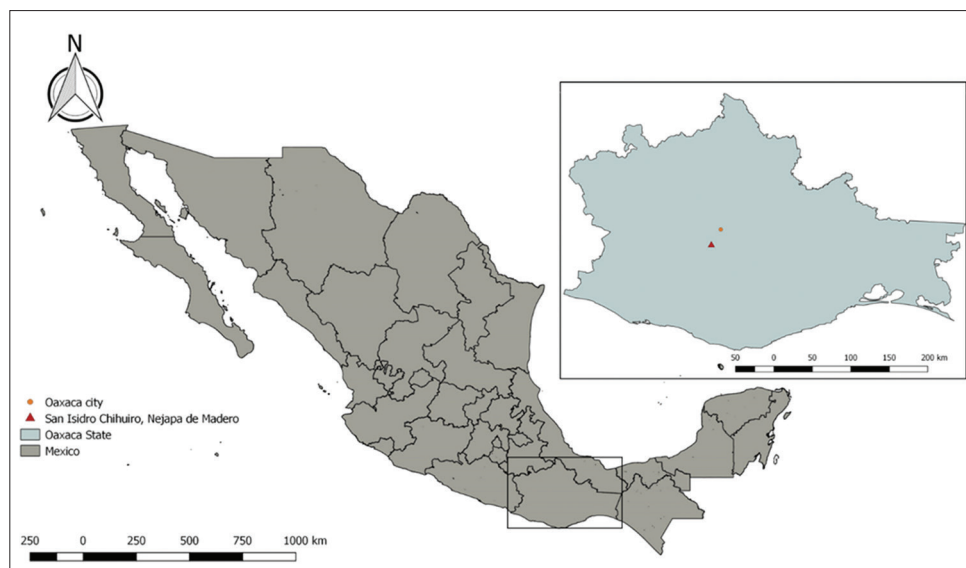 N
50 0 50 100 150 200 km
Oaxaca city
San Isidro Chihuiro, Nejapa de Madero
Oaxaca State
Mexico
250 0 250 500 750 1000 km